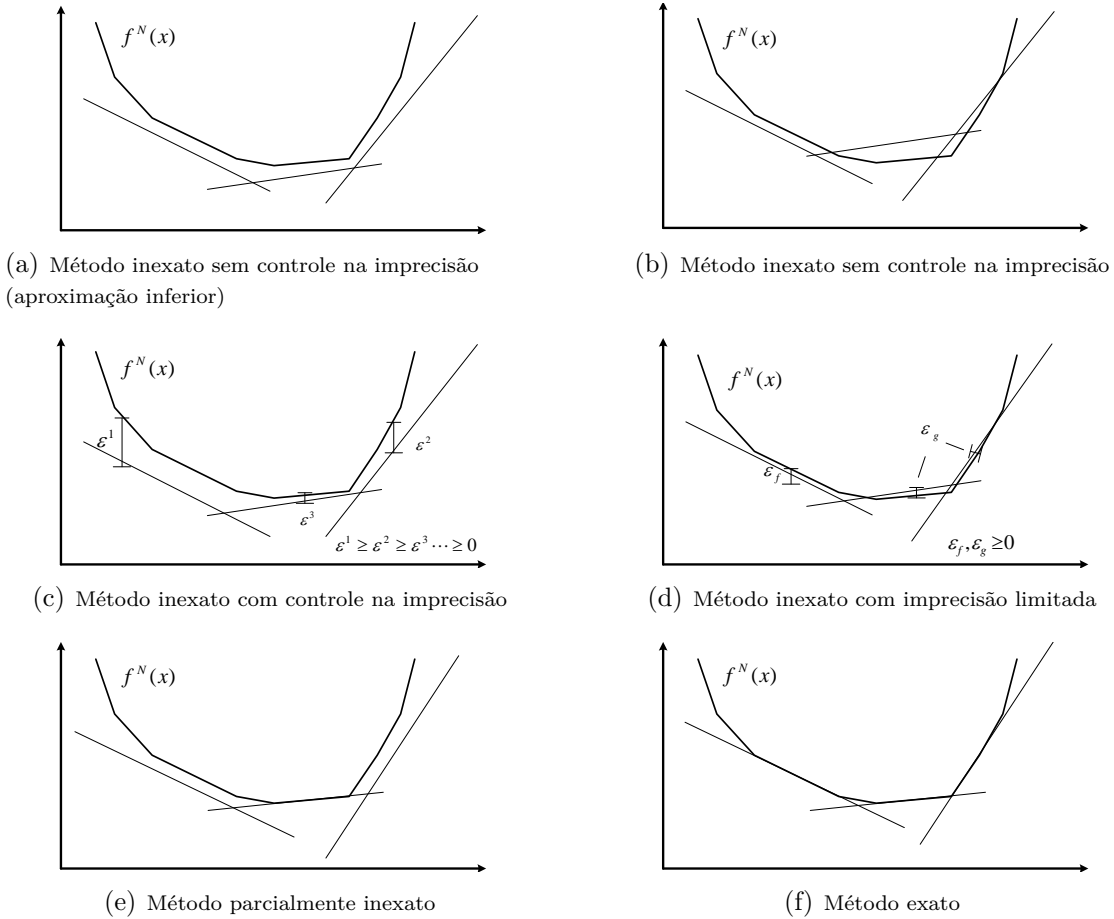 f^N(x)
f^N(x)
(a) Método inexato sem controle na imprecisão
(aproximação inferior)
(b) Método inexato sem controle na imprecisão
f^N(x)
ε^1
ε^2
ε^3
ε^1 ≥ ε^2 ≥ ε^3 ⋯ ≥ 0
(c) Método inexato com controle na imprecisão
f^N(x)
ε_g
ε_f
ε_f, ε_g ≥0
(d) Método inexato com imprecisão limitada
f^N(x)
(e) Método parcialmente inexato
f^N(x)
(f) Método exato